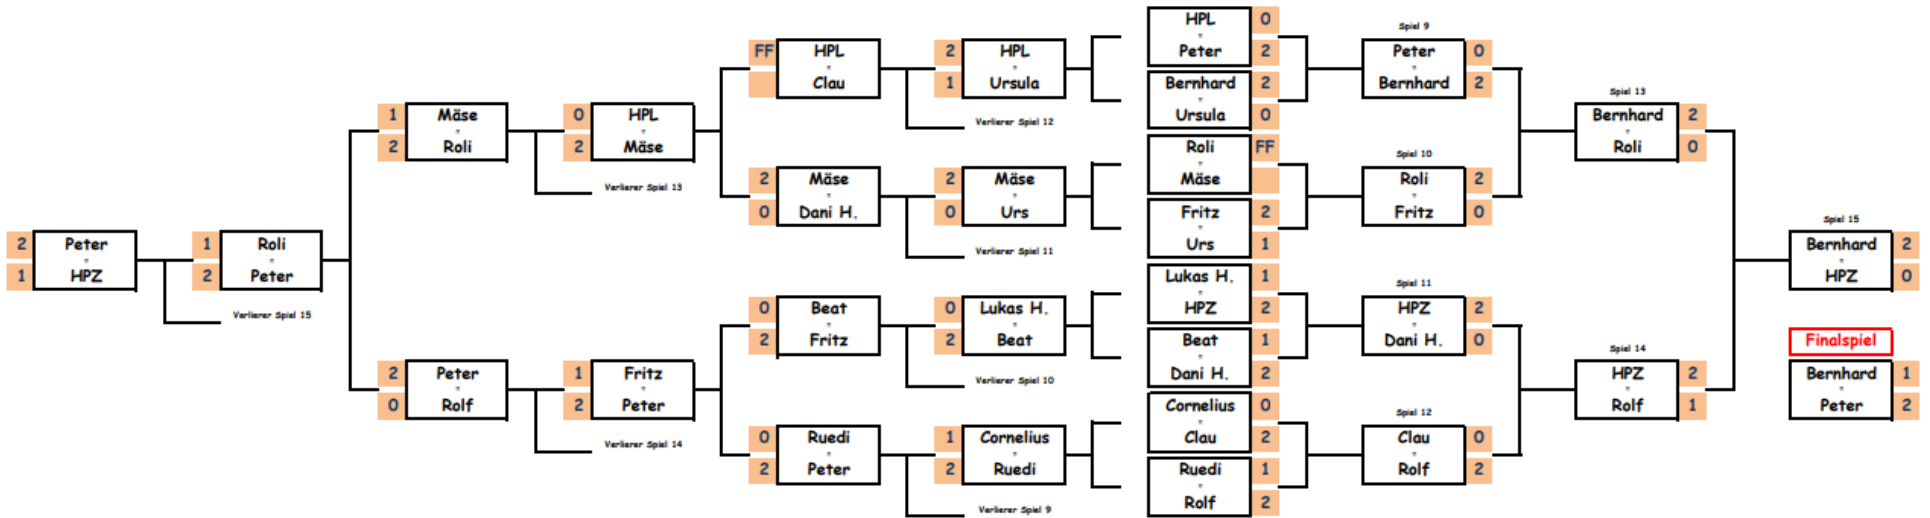 HPL 0
Peter 2
Bernhard 2
Ursula 0
Roli FF
Mäse
Fritz 2
Urs 1
Lukas H. 1
HPZ 2
Beat 1
Dani H. 2
Cornelius 0
Clau 2
Ruedi 1
Rolf 2
Spiel 9
Peter 0
Bernhard 2
Spiel 10
Roli 2
Fritz 0
Spiel 11
HPZ 2
Dani H. 0
Spiel 12
Clau 0
Rolf 2
Spiel 13
Bernhard 2
Roli 0
Spiel 14
HPZ 2
Rolf 1
Spiel 15
Bernhard 2
HPZ 0
Finalspiel
Bernhard 1
Peter 2
2 HPL
1 Ursula
Verlierer Spiel 12
2 Mäse
0 Urs
Verlierer Spiel 11
0 Lukas H.
2 Beat
Verlierer Spiel 10
1 Cornelius
2 Ruedi
Verlierer Spiel 9
FF HPL
Clau
2 Mäse
0 Dani H.
0 Beat
2 Fritz
0 Ruedi
2 Peter
0 HPL
2 Mäse
Verlierer Spiel 13
1 Fritz
2 Peter
Verlierer Spiel 14
1 Mäse
2 Roli
2 Peter
0 Rolf
1 Roli
2 Peter
Verlierer Spiel 15
2 Peter
1 HPZ